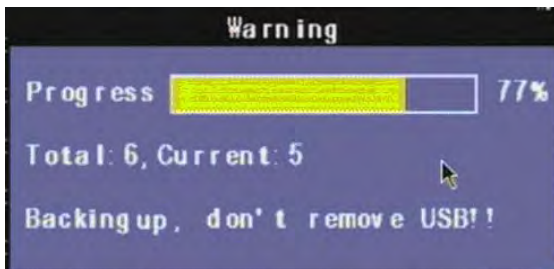 Warning
Progress 77%
Total: 6, Current: 5
Backing up, don't remove USB!!